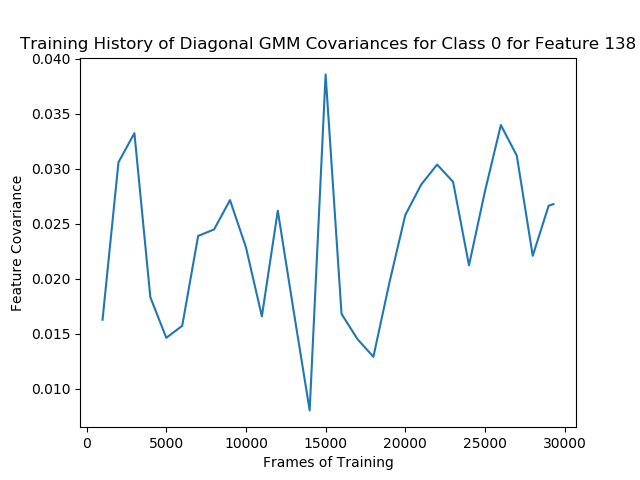 Training History of Diagonal GMM Covariances for Class 0 for Feature 138
0.040
0.035
0.030
0.025
0.020
0.015
0.010
Feature Covariance
0 5000 10000 15000 20000 25000 30000
Frames of Training